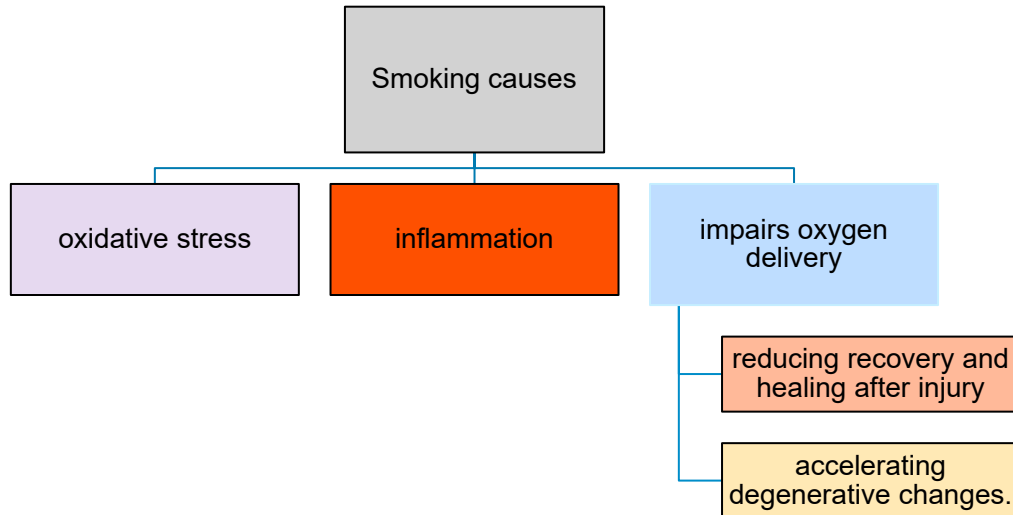 Smoking causes
oxidative stress
inflammation
impairs oxygen
delivery
reducing recovery and
healing after injury
accelerating
degenerative changes.